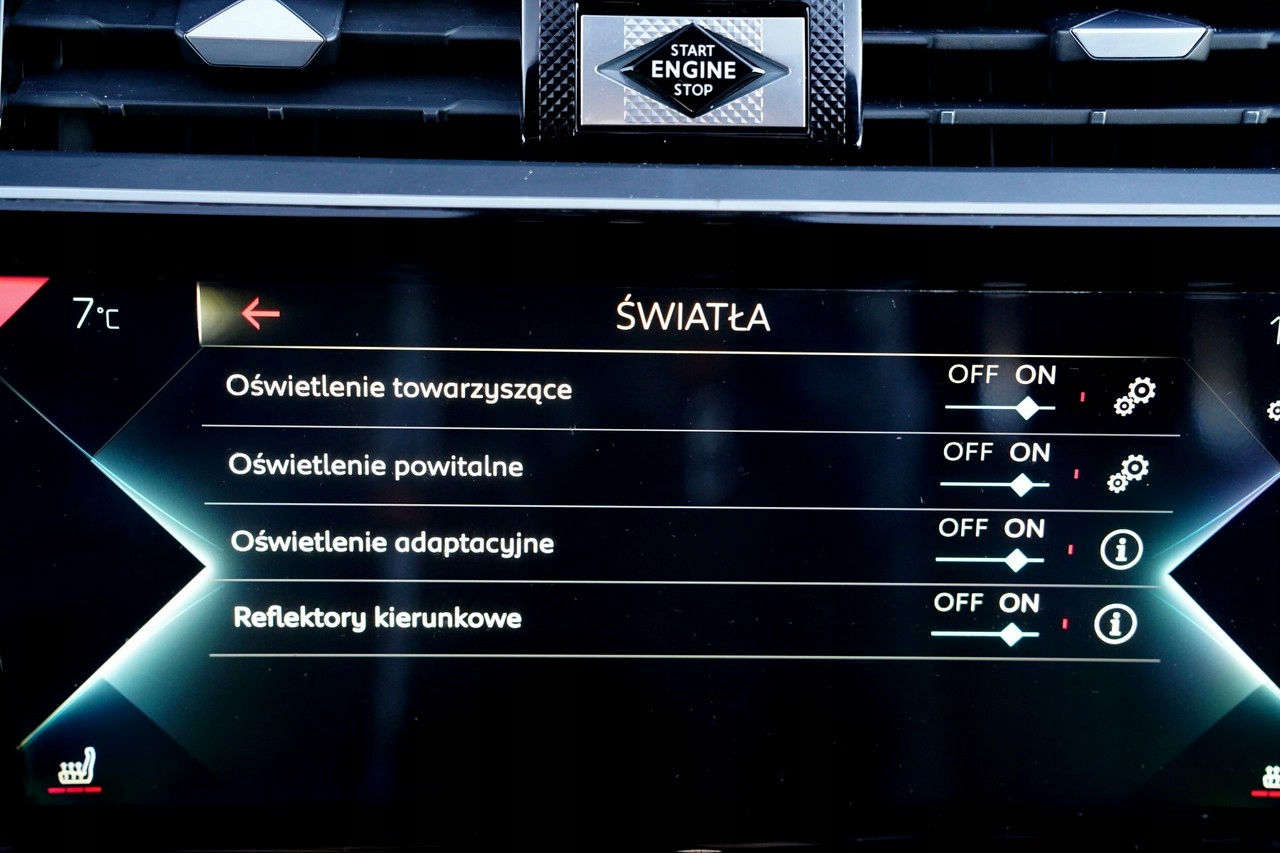 START
ENGINE
STOP
7°C
ŚWIATŁA
Oświetlenie towarzyszące OFF ON
Oświetlenie powitalne OFF ON
Oświetlenie adaptacyjne OFF ON
Reflektory kierunkowe OFF ON